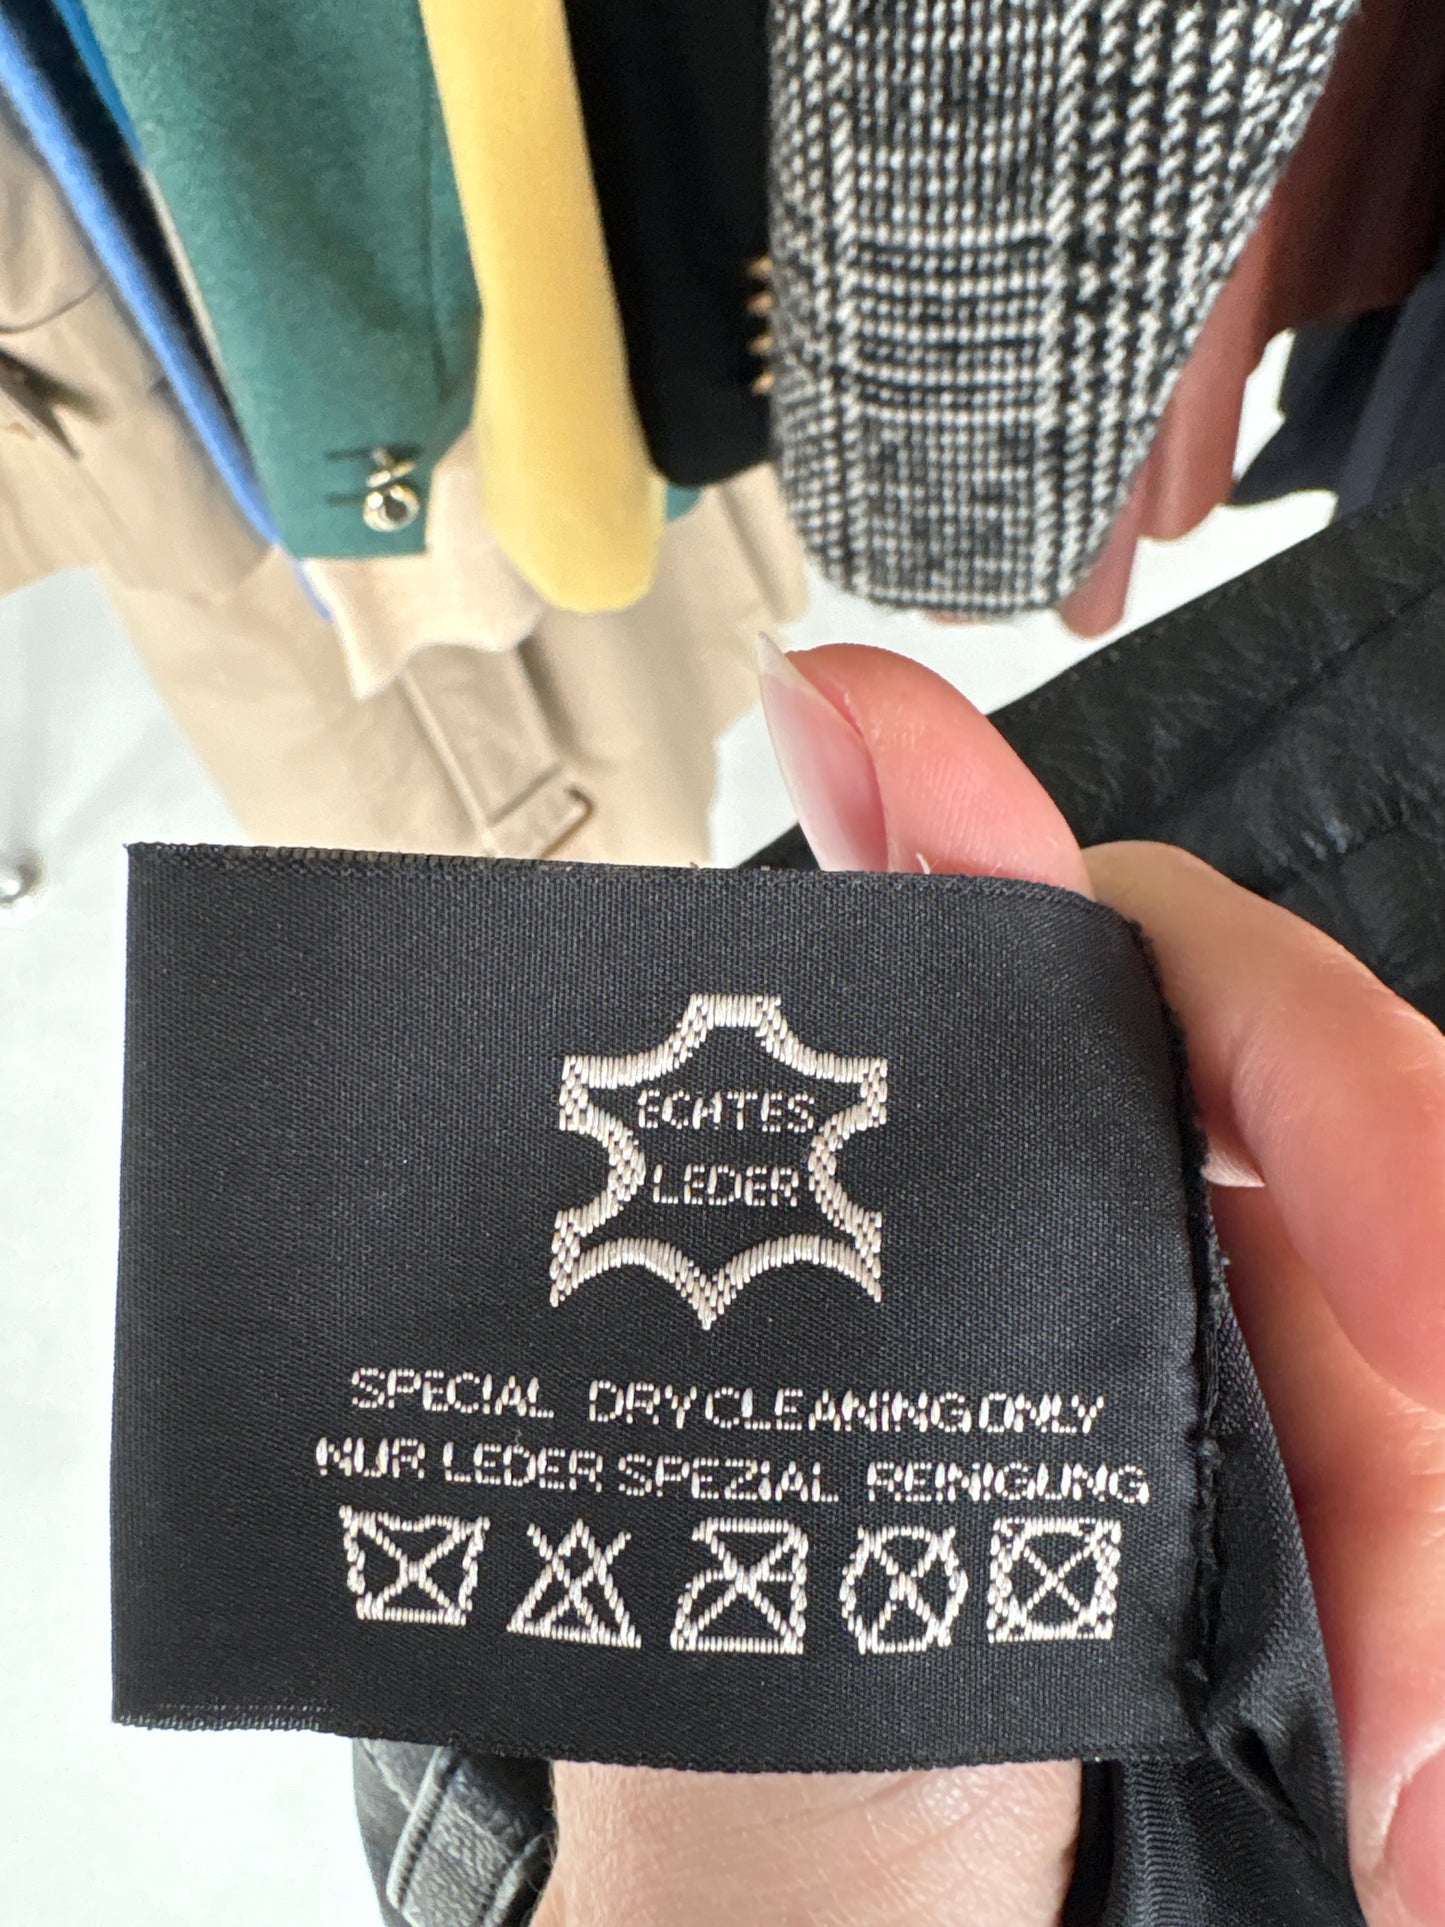 ECHTES
LEDER
SPECIAL DRY CLEANING ONLY
NUR LEDER SPEZIAL REINIGUNG